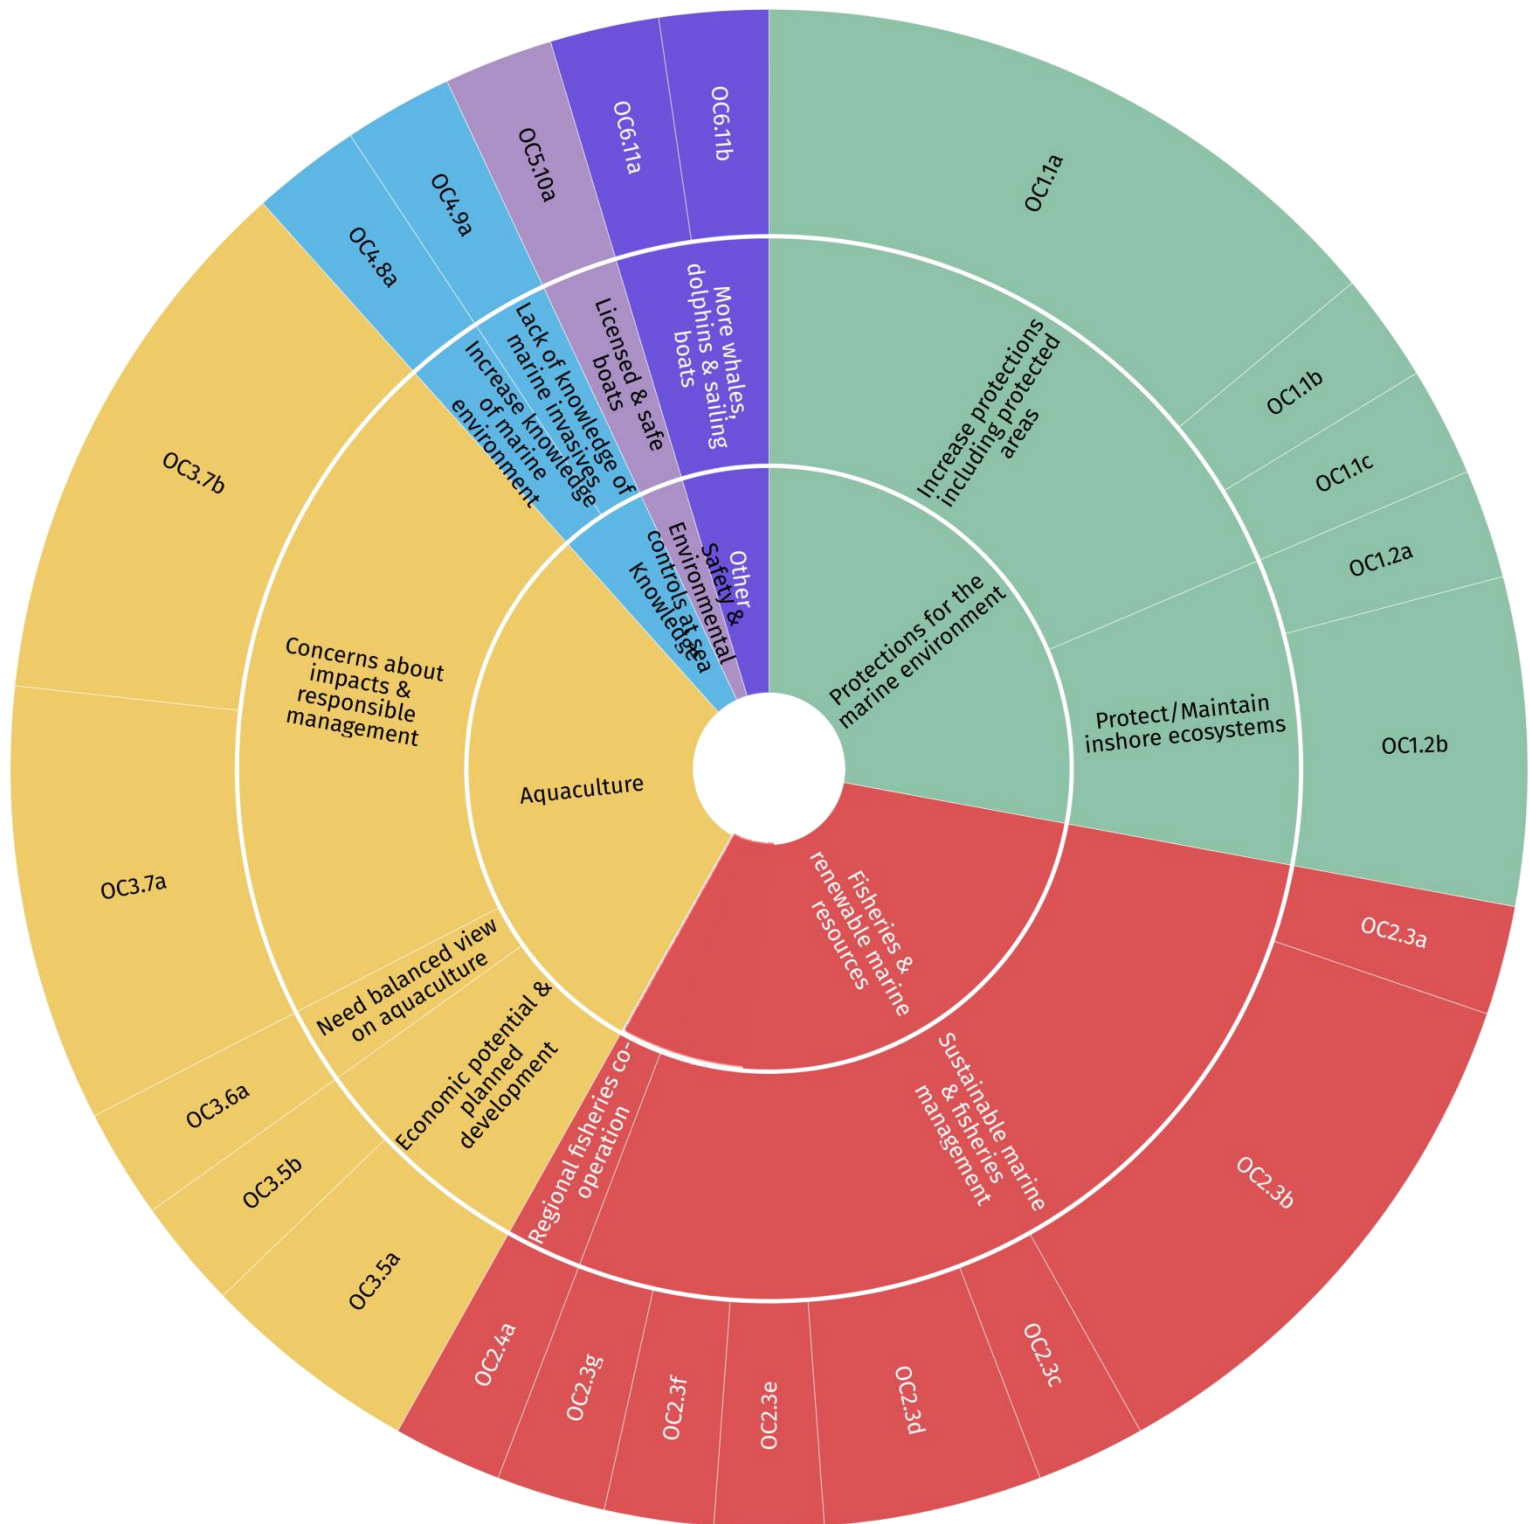 OC1.1a
OC1.1b
OC1.1c
OC1.2a
OC1.2b
OC2.3a
OC2.3b
OC2.3c
OC2.3d
OC2.3e
OC2.3f
OC2.3g
OC2.4a
OC3.5a
OC3.5b
OC3.6a
OC3.7a
OC3.7b
OC4.8a
OC4.9a
OC5.10a
OC6.11a
OC6.11b
Increase protections
including protected
areas
Protect/Maintain
inshore ecosystems
Sustainable marine
& fisheries
management
Regional fisheries co-
operation
Economic potential &
planned
development
Need balanced view
on aquaculture
Concerns about
impacts &
responsible
management
Increase knowledge
of marine
environment
Lack of knowledge of
marine invasives
Licensed & safe
boats
More whales,
dolphins & sailing
boats
Protections for the
marine environment
Fisheries &
renewable marine
resources
Aquaculture
Knowledge
Safety &
Environmental
controls at sea
Other